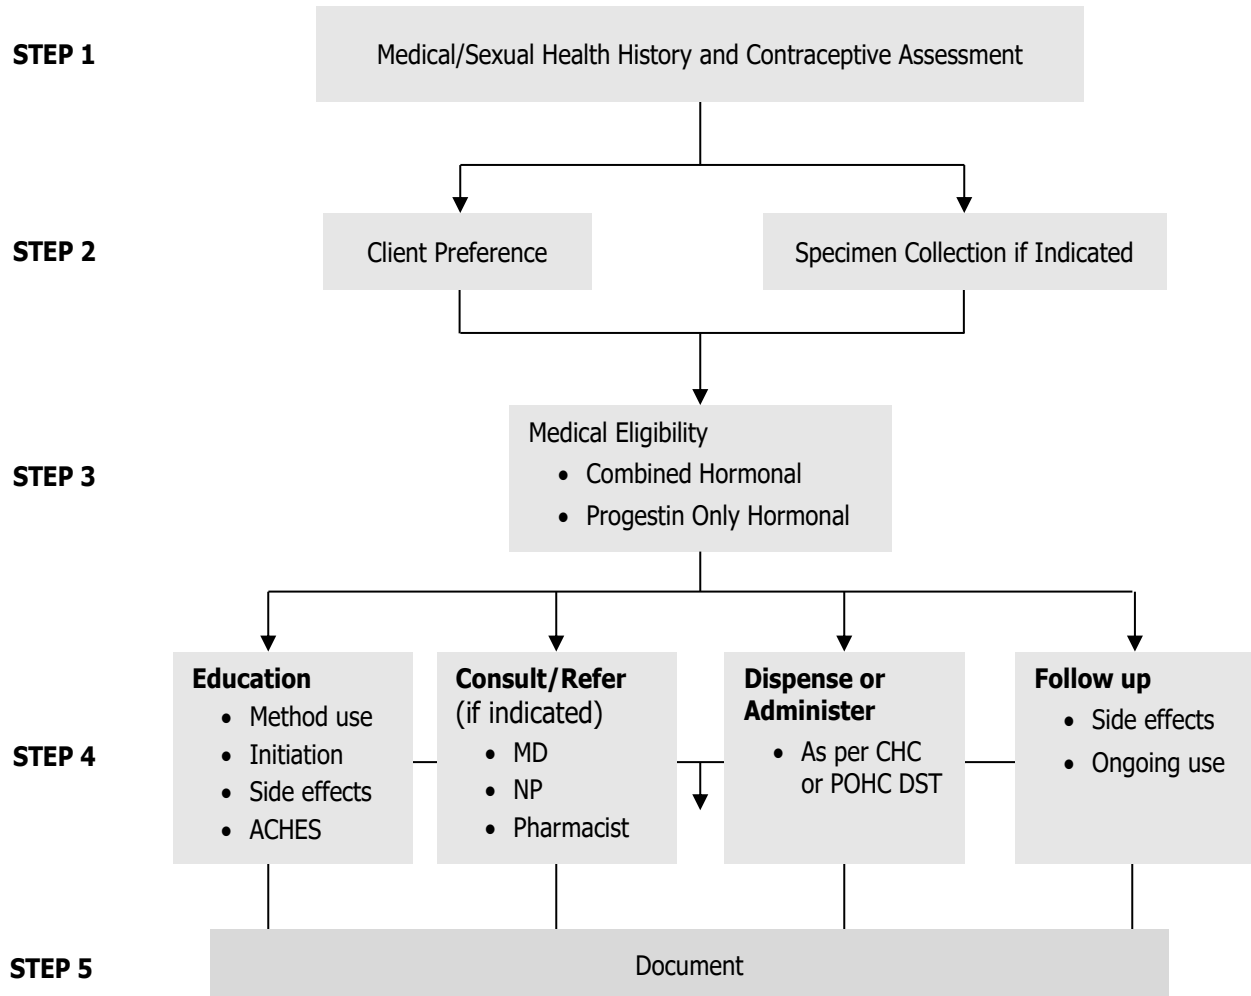 STEP 1
Medical/Sexual Health History and Contraceptive Assessment
STEP 2
Client Preference
Specimen Collection if Indicated
STEP 3
Medical Eligibility
• Combined Hormonal
• Progestin Only Hormonal
STEP 4
Education
• Method use
• Initiation
• Side effects
• ACHES
Consult/Refer
(if indicated)
• MD
• NP
• Pharmacist
Dispense or
Administer
• As per CHC
or POHC DST
Follow up
• Side effects
• Ongoing use
STEP 5
Document